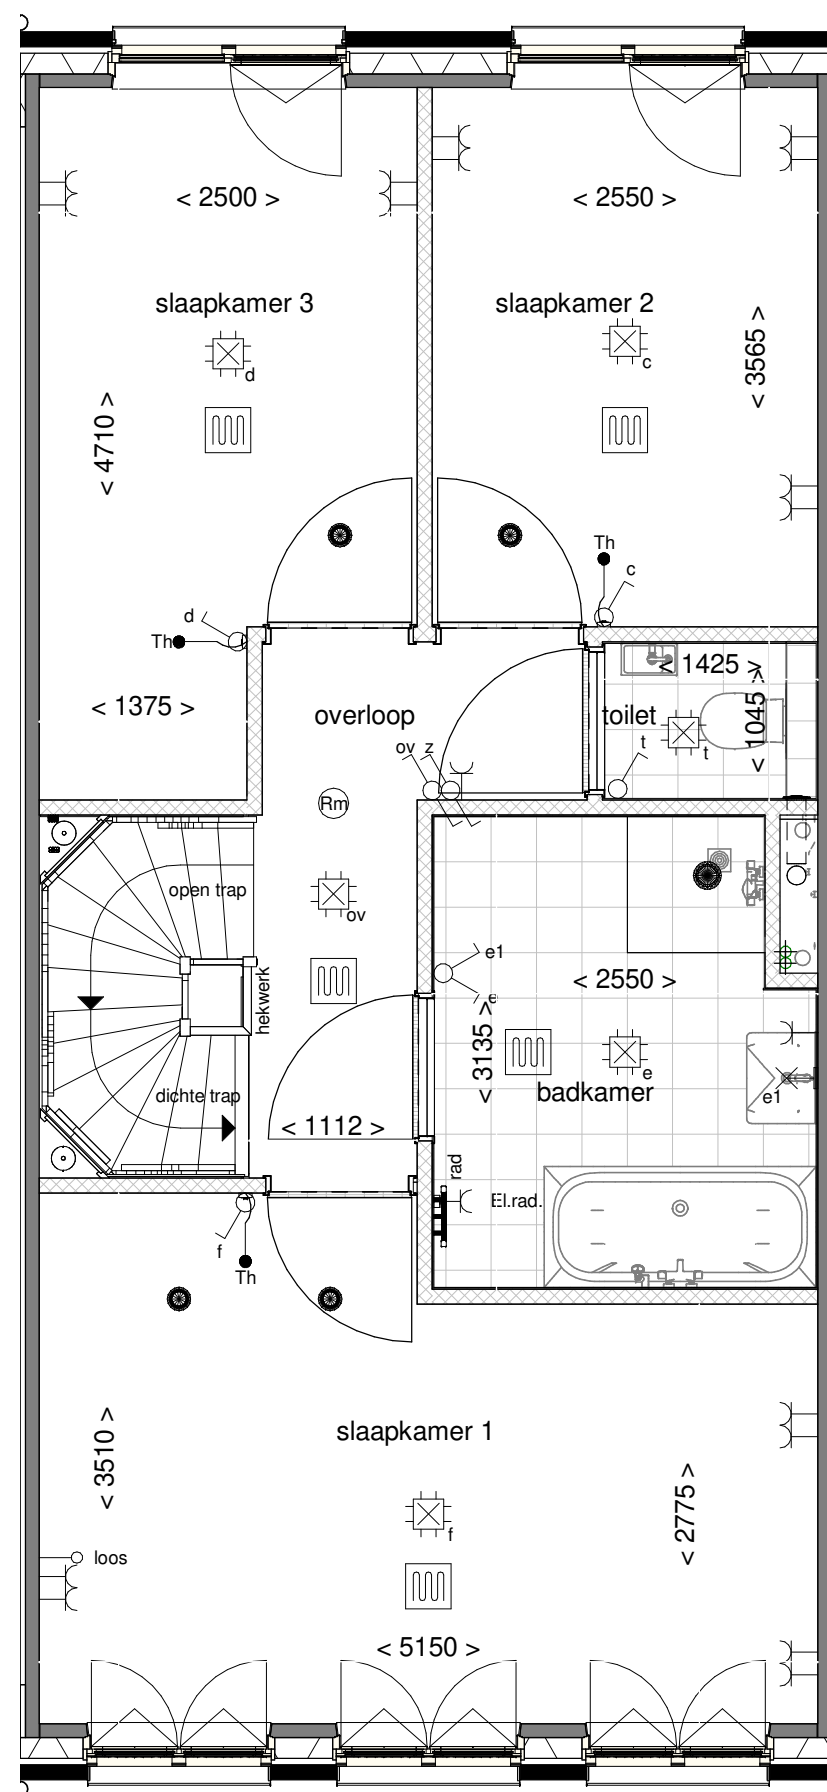 < 2500 >
< 2550 >
slaapkamer 3
slaapkamer 2
d
c
< 3565 >
< 4710 >
Th
c
d
Th
< 1425 >
< 1375 >
overloop
toilet
< 1045 >
ov
z
t
t
Rm
open trap
ov
e1
e
< 2550 >
hekwerk
< 3135 >
e
badkamer
e1
dichte trap
< 1112 >
rad
El.rad.
f
Th
slaapkamer 1
< 3510 >
< 2775 >
f
loos
< 5150 >